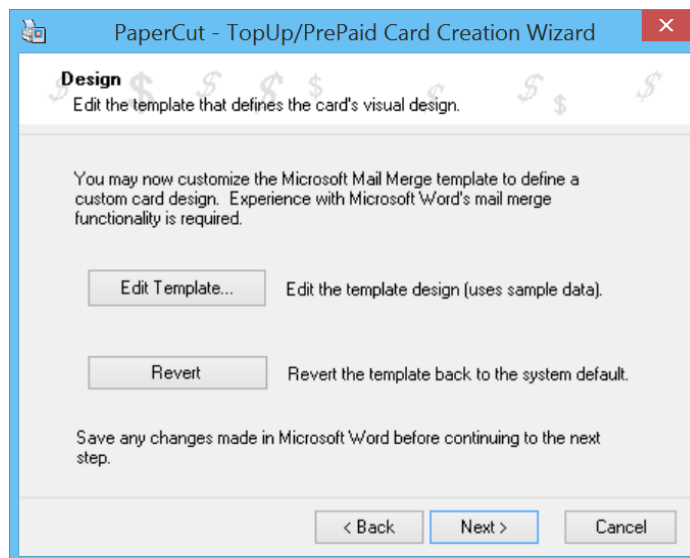 PaperCut - TopUp/PrePaid Card Creation Wizard
Design
Edit the template that defines the card's visual design.
You may now customize the Microsoft Mail Merge template to define a
custom card design. Experience with Microsoft Word's mail merge
functionality is required.
Edit Template... Edit the template design (uses sample data).
Revert Revert the template back to the system default.
Save any changes made in Microsoft Word before continuing to the next
step.
< Back Next > Cancel